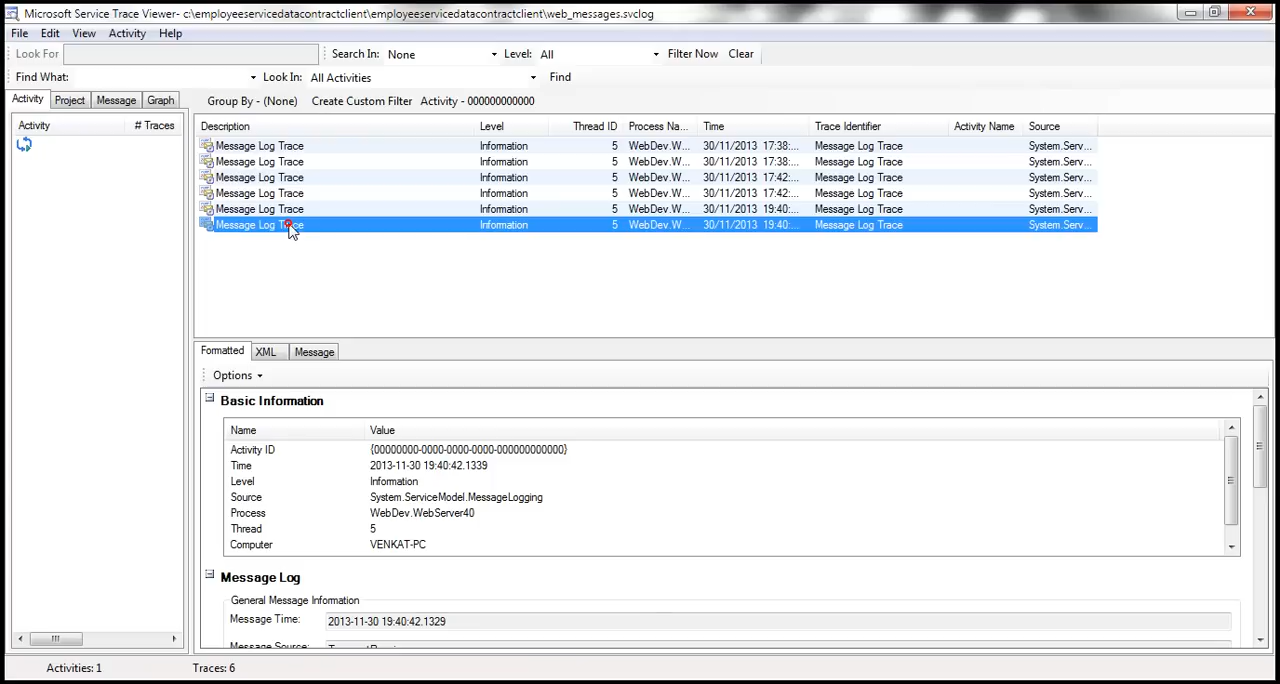 Microsoft Service Trace Viewer- c:\employeeservicedatacontractclient\employeeservicedatacontractclient\web_messages.svclog
File Edit View Activity Help
Look For Search In: None Level: All Filter Now Clear
Find What: Look In: All Activities Find
Activity Project Message Graph Group By - (None) Create Custom Filter Activity - 000000000000
Activity # Traces
Description Level Thread ID Process Na... Time Trace Identifier Activity Name Source
Message Log Trace Information 5 WebDev.W... 30/11/2013 17:38:... Message Log Trace System.Serv...
Message Log Trace Information 5 WebDev.W... 30/11/2013 17:38:... Message Log Trace System.Serv...
Message Log Trace Information 5 WebDev.W... 30/11/2013 17:42:... Message Log Trace System.Serv...
Message Log Trace Information 5 WebDev.W... 30/11/2013 17:42:... Message Log Trace System.Serv...
Message Log Trace Information 5 WebDev.W... 30/11/2013 19:40:... Message Log Trace System.Serv...
Message Log Trace Information 5 WebDev.W... 30/11/2013 19:40:... Message Log Trace System.Serv...
Formatted XML Message
Options
Basic Information
Name Value
Activity ID {00000000-0000-0000-0000-000000000000}
Time 2013-11-30 19:40:42.1339
Level Information
Source System.ServiceModel.MessageLogging
Process WebDev.WebServer40
Thread 5
Computer VENKAT-PC
Message Log
General Message Information
Message Time: 2013-11-30 19:40:42.1329
Message Source:
Activities: 1 Traces: 6